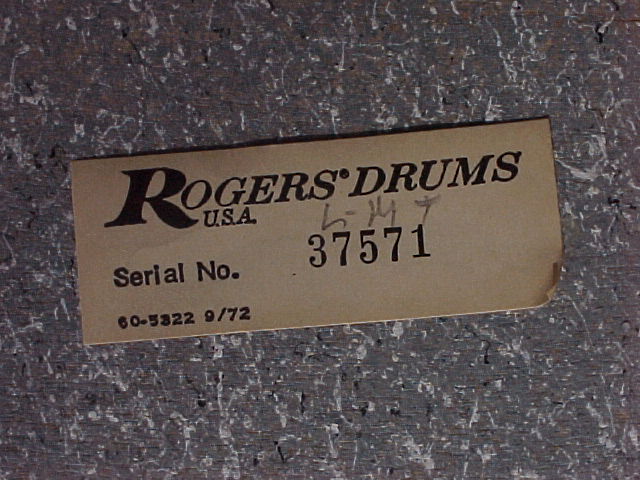 ROGERS® DRUMS
U.S.A.
Serial No. 37571
60-5322 9/72